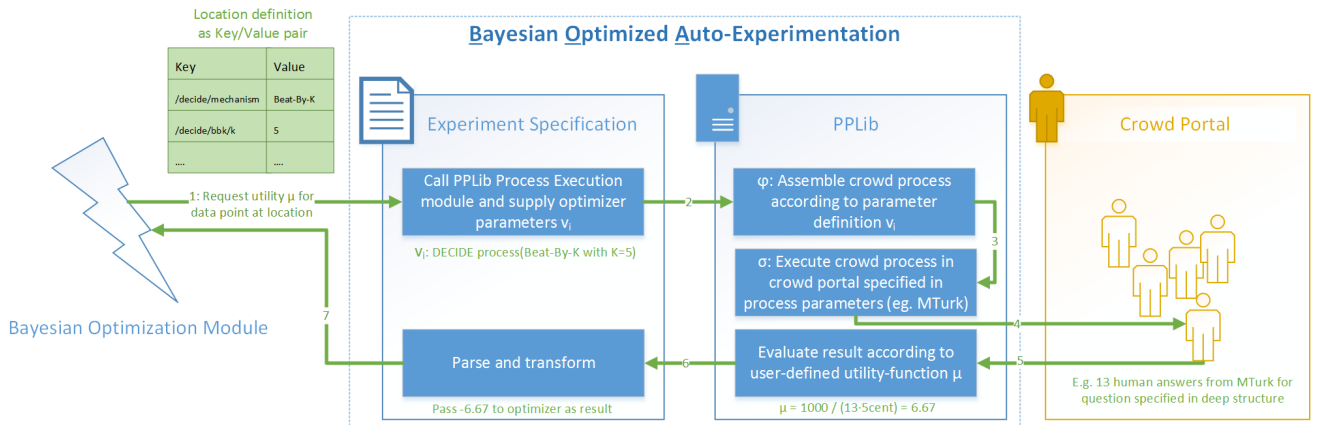 Location definition
as Key/Value pair
Key Value
/decide/mechanism Beat-By-K
/decide/bbk/k 5
.... ....
Bayesian Optimized Auto-Experimentation
Experiment Specification
PPLib
Crowd Portal
1: Request utility μ for
data point at location
Call PPLib Process Execution
module and supply optimizer
parameters vi
Vi: DECIDE process(Beat-By-K with K=5)
2
φ: Assemble crowd process
according to parameter
definition vi
3
σ: Execute crowd process in
crowd portal specified in
process parameters (eg. MTurk)
4
Bayesian Optimization Module
7
Parse and transform
Pass -6.67 to optimizer as result
6
Evaluate result according to
user-defined utility-function μ
μ = 1000 / (13·5cent) = 6.67
5
E.g. 13 human answers from MTurk for
question specified in deep structure